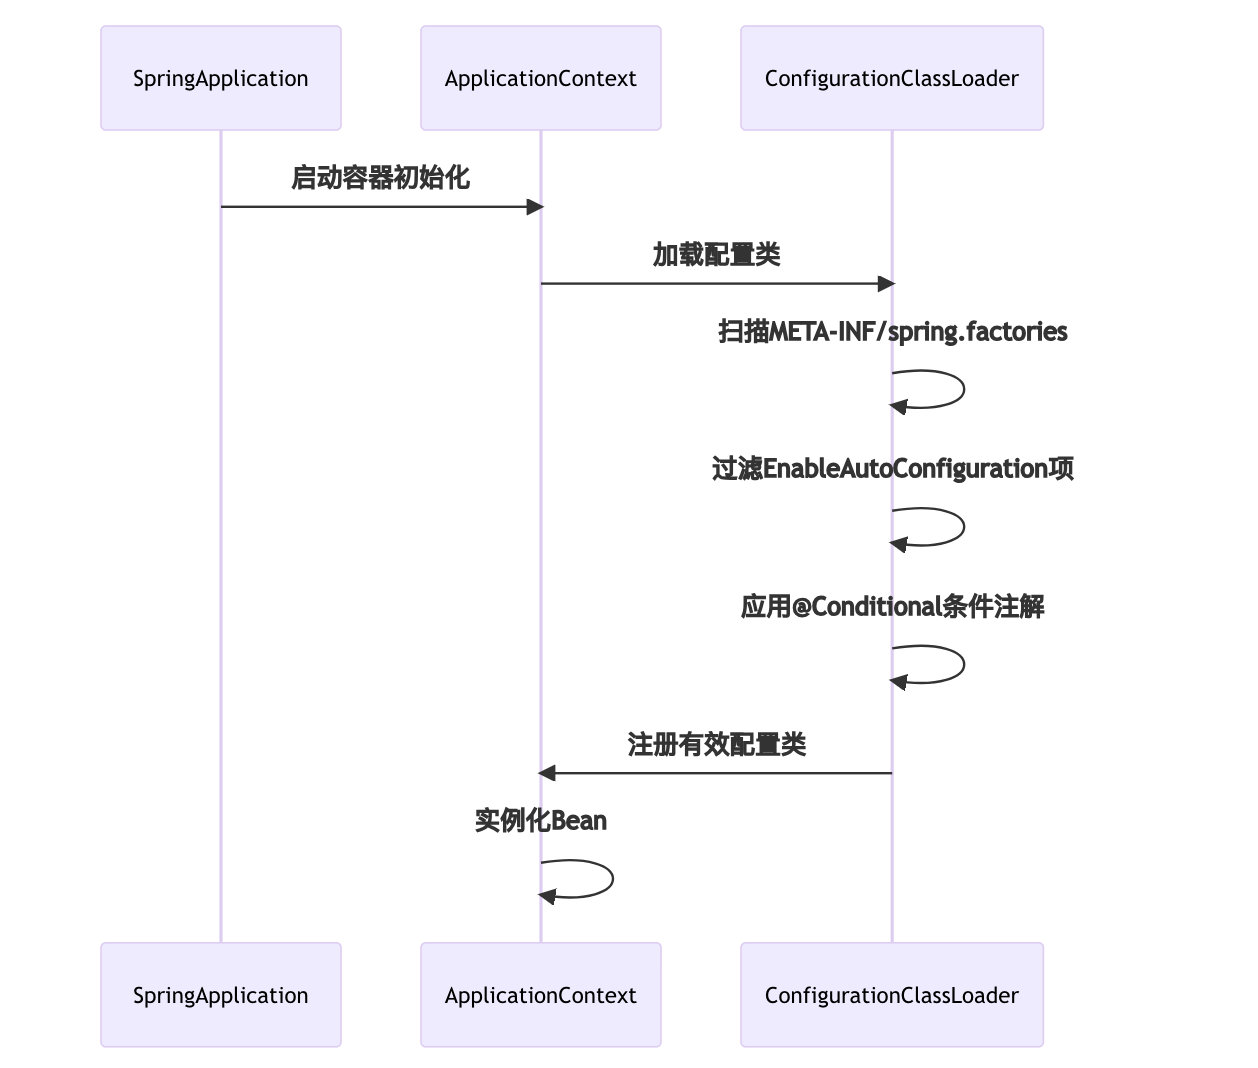 SpringApplication
ApplicationContext
ConfigurationClassLoader
启动容器初始化
加载配置类
扫描META-INF/spring.factories
过滤EnableAutoConfiguration项
应用@Conditional条件注解
注册有效配置类
实例化Bean
SpringApplication
ApplicationContext
ConfigurationClassLoader